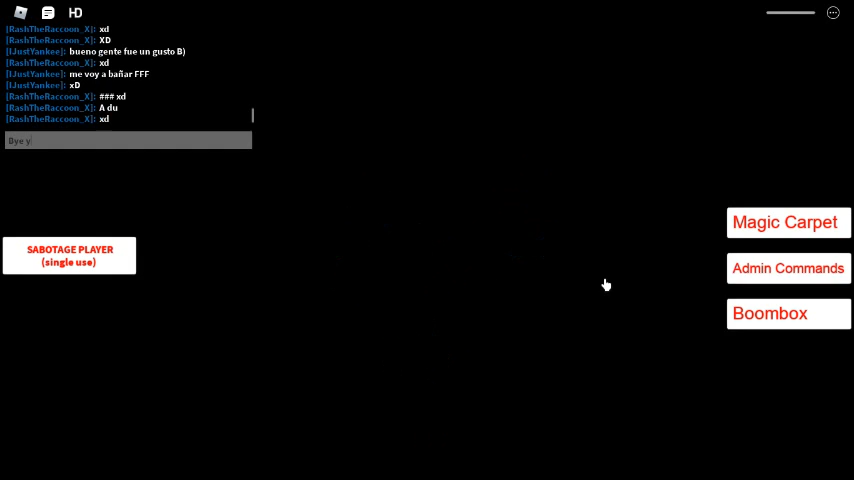 HD
[RashTheRaccoon_X]: xd
[RashTheRaccoon_X]: XD
[IJustYankee]: bueno gente fue un gusto B)
[RashTheRaccoon_X]: xd
[IJustYankee]: me voy a bañar FFF
[IJustYankee]: xD
[RashTheRaccoon_X]: ### xd
[RashTheRaccoon_X]: A du
[RashTheRaccoon_X]: xd
Bye y
SABOTAGE PLAYER
(single use)
Magic Carpet
Admin Commands
Boombox